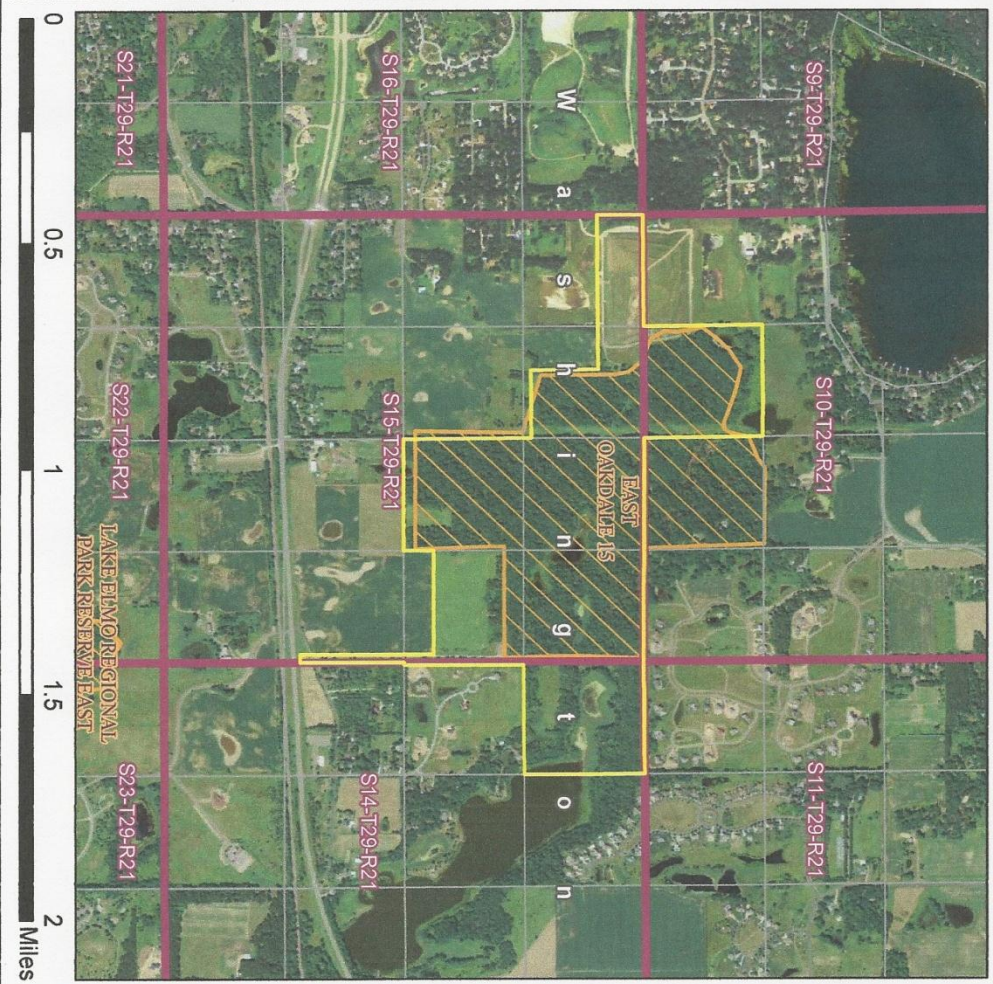 S9-T29-R21
S10-T29-R21
S11-T29-R21
EAST
OAKDALE 15
Washington
S16-T29-R21
S15-T29-R21
S14-T29-R21
S21-T29-R21
S22-T29-R21
S23-T29-R21
LAKE ELMO REGIONAL
PARK RESERVE EAST
0 0.5 1 1.5 2
Miles